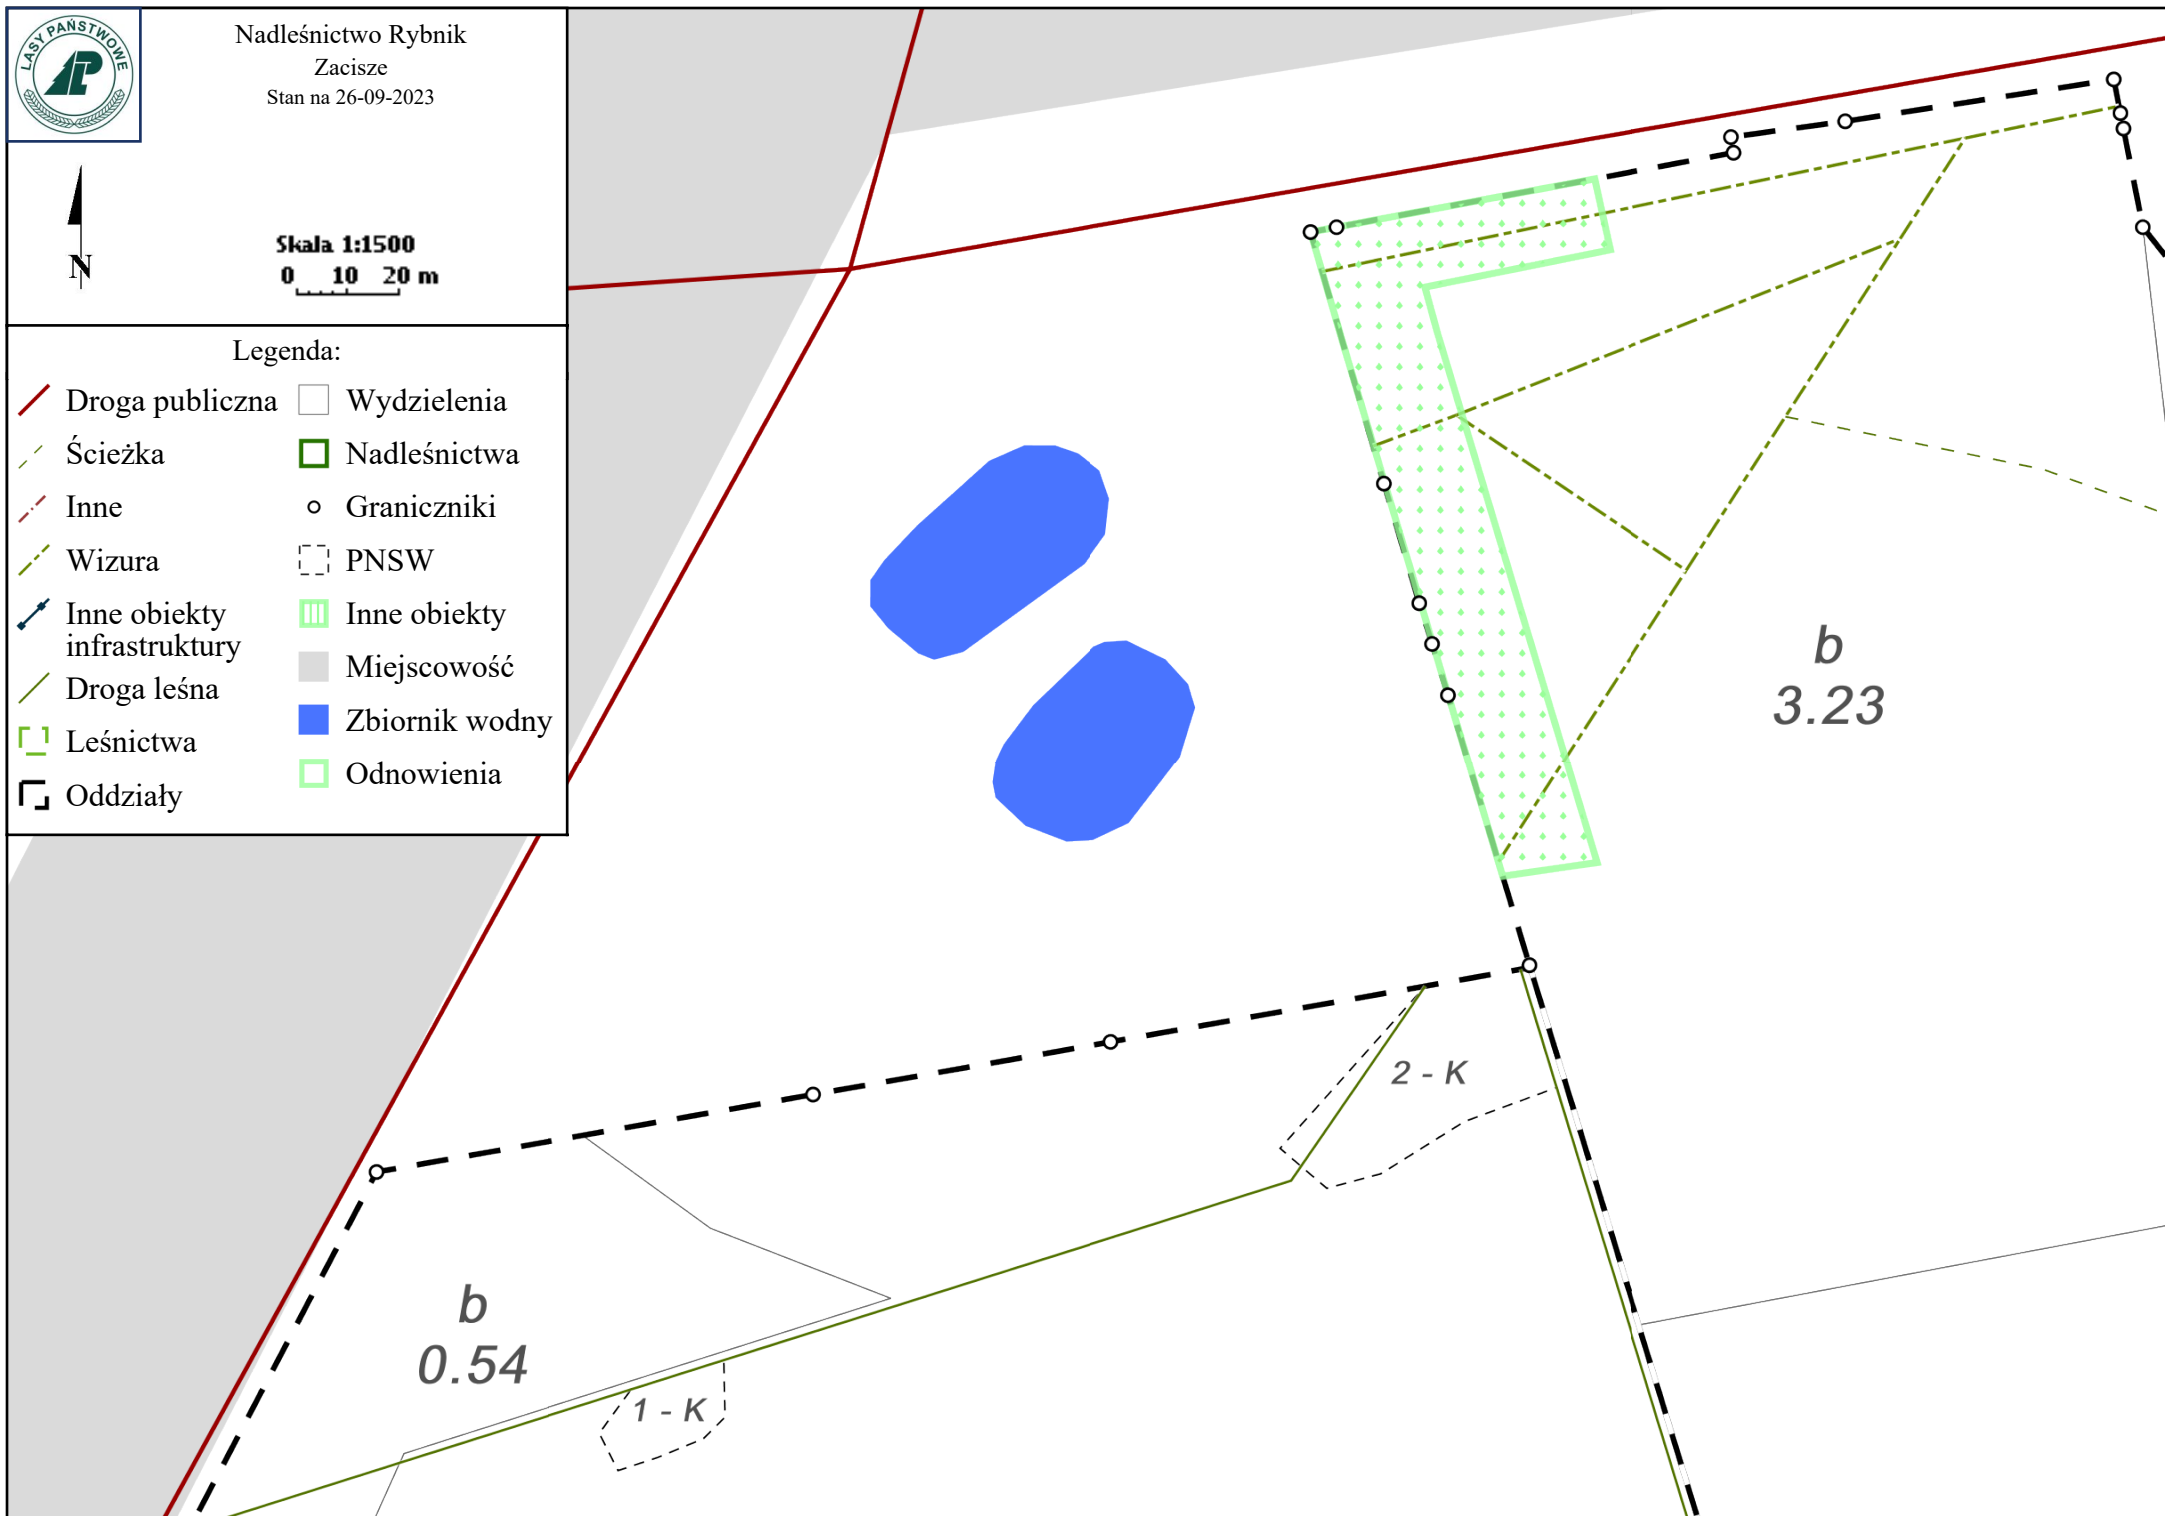 LASY PAŃSTWOWE
Nadleśnictwo Rybnik
Zacisze
Stan na 26-09-2023
N
Skala 1:1500
0 10 20 m
Legenda:
Droga publiczna
Ścieżka
Inne
Wizura
Inne obiekty
infrastruktury
Droga leśna
Leśnictwa
Oddziały
Wydzielenia
Nadleśnictwa
Graniczniki
PNSW
Inne obiekty
Miejscowość
Zbiornik wodny
Odnowienia
b
3.23
2 - K
b
0.54
1 - K